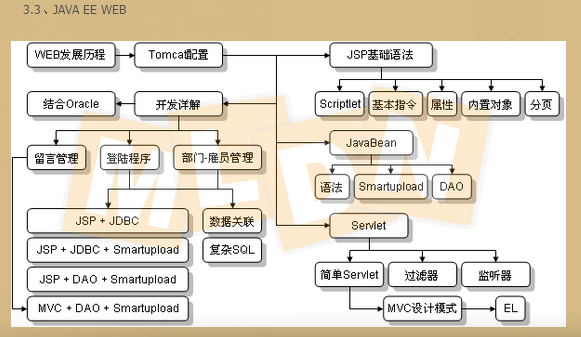 3.3、JAVA EE WEB
WEB发展历程
Tomcat配置
JSP基础语法
Scriptlet
基本指令
属性
内置对象
分页
结合Oracle
开发详解
JavaBean
留言管理
登陆程序
部门-雇员管理
语法
Smartupload
DAO
JSP + JDBC
数据关联
Servlet
JSP + JDBC + Smartupload
复杂SQL
JSP + DAO + Smartupload
简单Servlet
过滤器
监听器
MVC + DAO + Smartupload
MVC设计模式
EL
MLDN